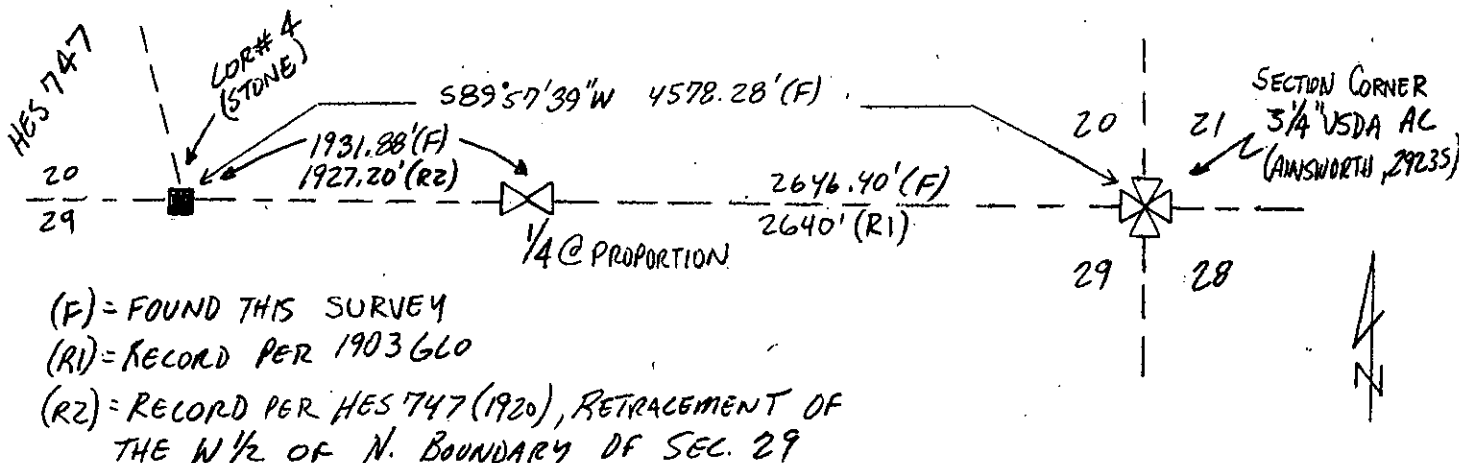 HES 747
COR# 4
(STONE)
S89°57'39"W 4578.28' (F)
1931.88' (F)
1927.20' (R2)
20
29
1/4 @ PROPORTION
2646.40' (F)
2640' (R1)
20 21
29 28
SECTION CORNER
3 1/4" USDA AC
(AINSWORTH, 29235)
N
(F) = FOUND THIS SURVEY
(R1) = RECORD PER 1903 GLO
(R2) = RECORD PER HES 747 (1920), RETRACEMENT OF
THE W 1/2 OF N. BOUNDARY OF SEC. 29